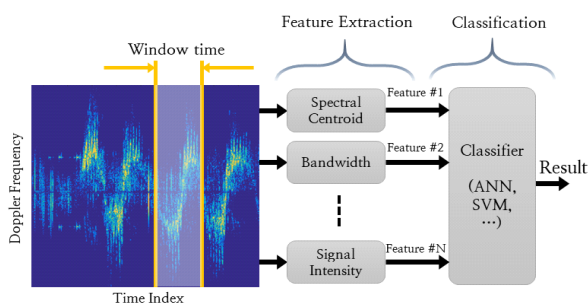 Feature Extraction
Classification
Window time
Doppler Frequency
Time Index
Spectral
Centroid
Feature #1
Bandwidth
Feature #2
Signal
Intensity
Feature #N
Classifier
(ANN,
SVM,
...)
Result